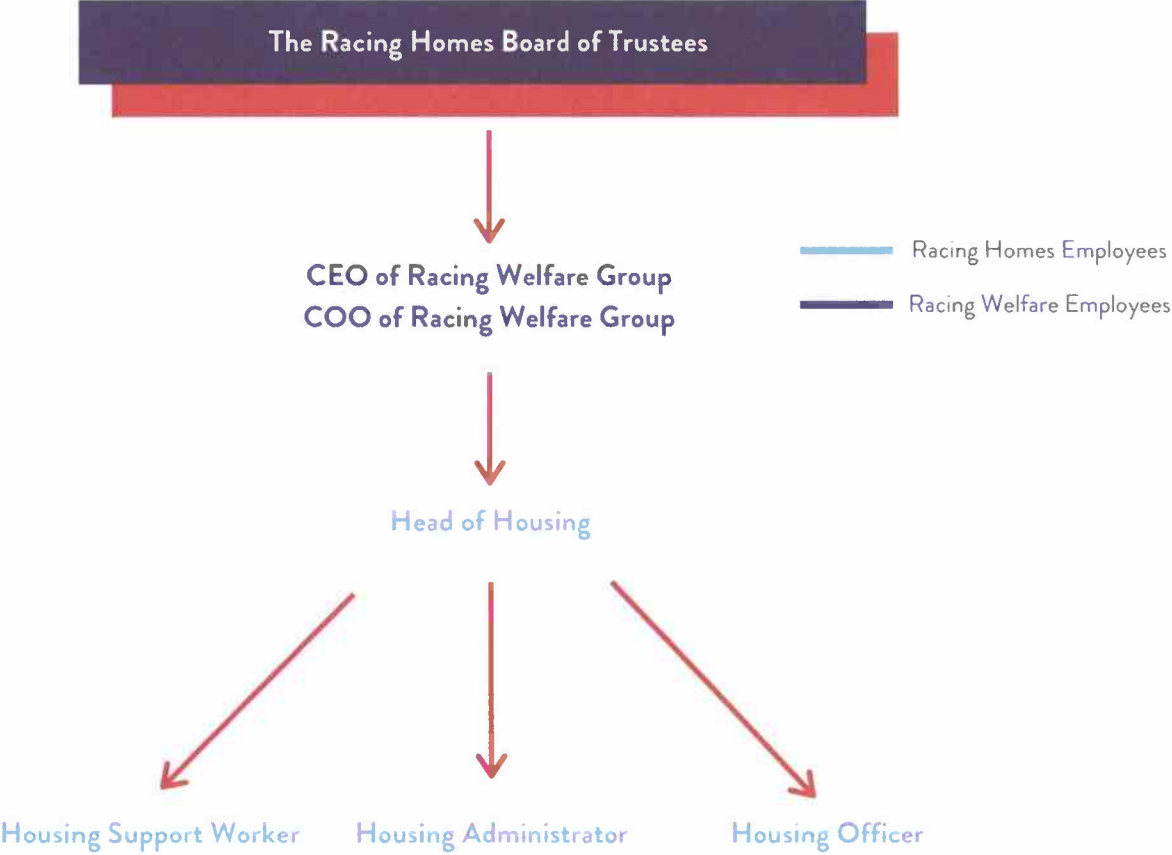 The Racing Homes Board of Trustees
CEO of Racing Welfare Group
COO of Racing Welfare Group
Racing Homes Employees
Racing Welfare Employees
Head of Housing
Housing Support Worker
Housing Administrator
Housing Officer